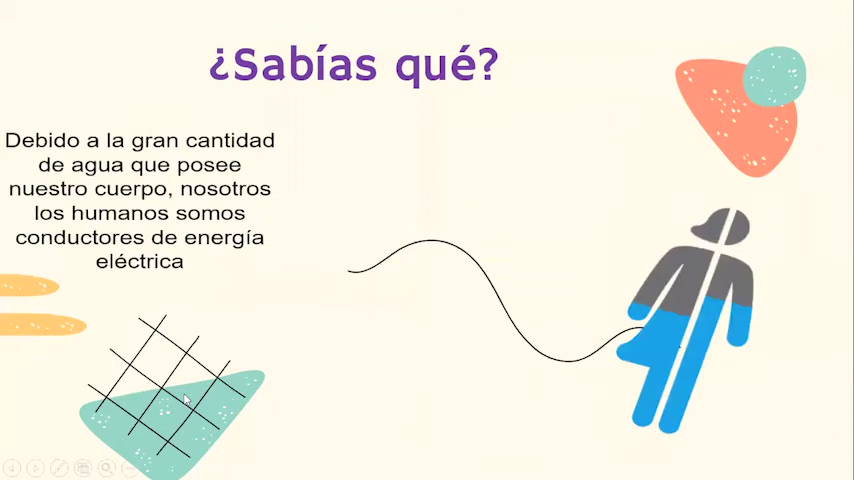 ¿Sabías qué?
Debido a la gran cantidad
de agua que posee
nuestro cuerpo, nosotros
los humanos somos
conductores de energía
eléctrica